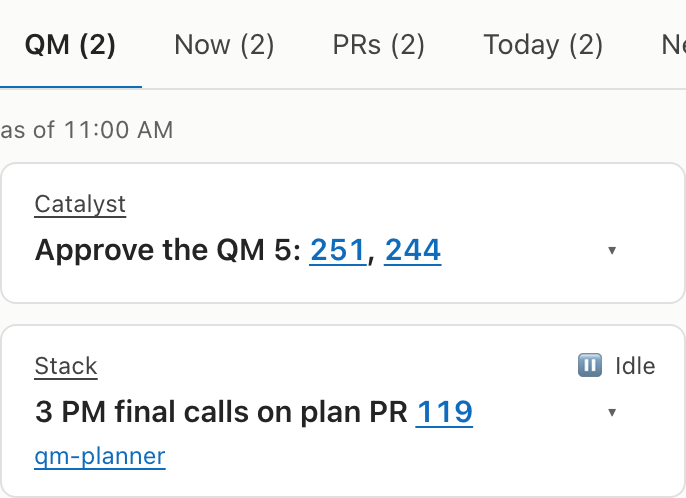 QM (2) Now (2) PRs (2) Today (2) Ne
as of 11:00 AM
Catalyst
Approve the QM 5: 251, 244
Stack
Idle
3 PM final calls on plan PR 119
qm-planner